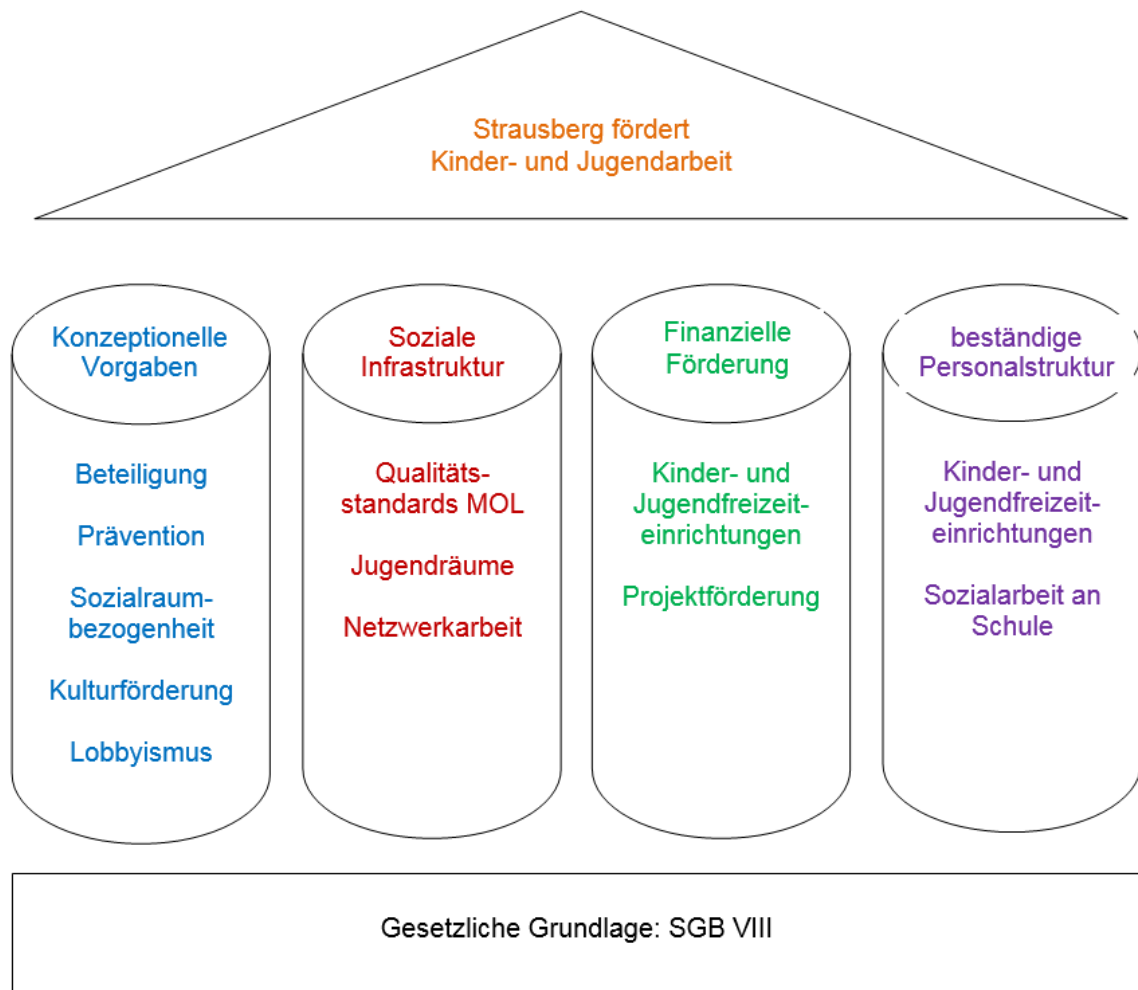 Strausberg fördert
Kinder- und Jugendarbeit
Konzeptionelle
Vorgaben
Beteiligung
Prävention
Sozialraum-
bezogenheit
Kulturförderung
Lobbyismus
Soziale
Infrastruktur
Qualitäts-
standards MOL
Jugendräume
Netzwerkarbeit
Finanzielle
Förderung
Kinder- und
Jugendfreizeit-
einrichtungen
Projektförderung
beständige
Personalstruktur
Kinder- und
Jugendfreizeit-
einrichtungen
Sozialarbeit an
Schule
Gesetzliche Grundlage: SGB VIII